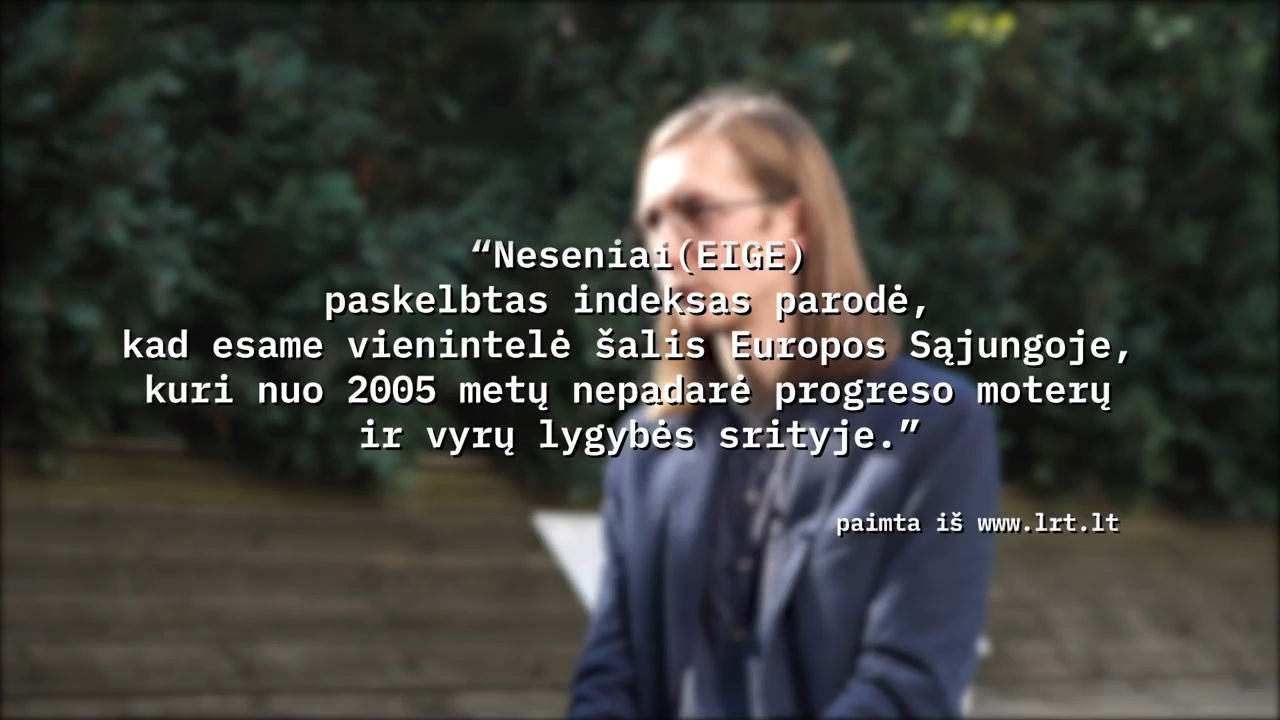 “Neseniai(EIGE)
paskelbtas indeksas parodė,
kad esame vienintelė šalis Europos Sąjungoje,
kuri nuo 2005 metų nepadarė progreso moterų
ir vyrų lygybės srityje.”
paimta iš www.lrt.lt